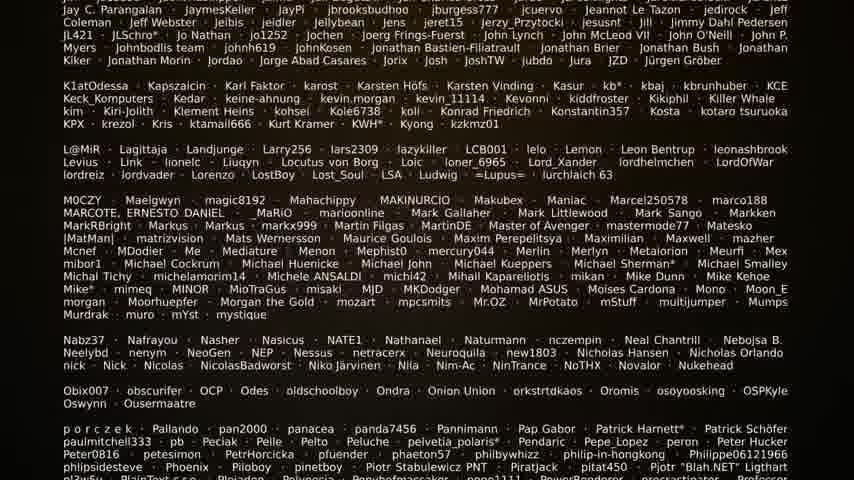 Jay C. Parangalan · JaymesKeller · JayPi · jbrooksbudhoo · jburgess777 · jcuervo · Jeannot Le Tazon · jedirock · Jeff
Coleman · Jeff Webster · Jeibis · jeidler · Jellybean · Jens · jeret15 · Jerzy_Przytocki · jesusnt · Jill · Jimmy Dahl Pedersen
JL421 · JLSchro* · Jo Nathan · jo1252 · Jochen · Joerg Frings-Fuerst · John Lynch · John McLeod VII · John O'Neill · John P.
Myers · Johnbodlis team · johnh619 · JohnKosen · Jonathan Bastien-Filiatrault · Jonathan Brier · Jonathan Bush · Jonathan
Kiker · Jonathan Morin · Jordao · Jorge Abad Casares · Jorix · Josh · JoshTW · jubdo · Jura · JZD · Jürgen Gröber
K1atOdessa · Kapszaicin · Karl Faktor · karost · Karsten Höfs · Karsten Vinding · Kasur · kb* · kbaj · kbrunhuber · KCE
Keck_Komputers · Kedar · keine-ahnung · kevin.morgan · kevin_11114 · Kevonni · kiddfroster · Kikiphil · Killer Whale
kim · Kiri-Jolith · Klement Heins · kohsei · Kole6738 · koli · Konrad Friedrich · Konstantin357 · Kosta · kotaro tsuruoka
KPX · krezol · Kris · ktamail666 · Kurt Kramer · KWH* · Kyong · kzkmz01
L@MiR · Lagittaja · Landjunge · Larry256 · lars2309 · lazykiller · LCB001 · lelo · Lemon · Leon Bentrup · leonashbrook
Levius · Link · lionelc · Liuqyn · Locutus von Borg · Loic · loner_6965 · Lord_Xander · lordhelmchen · LordOfWar
lordreiz · lordvader · Lorenzo · LostBoy · Lost_Soul · LSA · Ludwig · =Lupus= · lurchlaich 63
M0CZY · Maelgwyn · magic8192 · Mahachippy · MAKINURCIO · Makubex · Maniac · Marcel250578 · marco188
MARCOTE, ERNESTO DANIEL · _MaRiO · marioonline · Mark Gallaher · Mark Littlewood · Mark Sango · Markken
MarkRBright · Markus · Markus · markx999 · Martin Filgas · MartinDE · Master of Avenger · mastermode77 · Matesko
|MatMan| · matrizvision · Mats Wernersson · Maurice Goulois · Maxim Perepelitsya · Maximilian · Maxwell · mazher
Mcnef · MDodier · Me · Mediature · Menon · Mephist0 · mercury044 · Merlin · Merlyn · Metalorion · Meurfi · Mex
mibor1 · Michael Cockrum · Michael Huenicke · Michael John · Michael Kueppers · Michael Sherman* · Michael Smalley
Michal Tichy · michelamorim14 · Michele ANSALDI · michi42 · Mihail Kapareliotis · mikan · Mike Dunn · Mike Kehoe
Mike* · mimeq · MINOR · MioTraGus · misaki · MJD · MKDodger · Mohamad ASUS · Moises Cardona · Mono · Moon_E
morgan · Moorhuepfer · Morgan the Gold · mozart · mpcsmits · Mr.OZ · MrPotato · mStuff · multijumper · Mumps
Murdrak · muro · mYst · mystique
Nabz37 · Nafrayou · Nasher · Nasicus · NATE1 · Nathanael · Naturmann · nczempin · Neal Chantrill · Nebojsa B.
Neelybd · nenym · NeoGen · NEP · Nessus · netracerx · Neuroquila · new1803 · Nicholas Hansen · Nicholas Orlando
nick · Nick · Nicolas · NicolasBadworst · Niko Järvinen · Nila · Nim-Ac · NinTrance · NoTHX · Novalor · Nukehead
Obix007 · obscurifer · OCP · Odes · oldschoolboy · Ondra · Onion Union · orkstrtdkaos · Oromis · osoyoosking · OSPKyle
Oswynn · Ousermaatre
p o r c z e k · Pallando · pan2000 · panacea · panda7456 · Pannimann · Pap Gabor · Patrick Harnett* · Patrick Schöfer
paulmitchell333 · pb · Peciak · Pelle · Pelto · Peluche · pelvetia_polaris* · Pendaric · Pepe_Lopez · peron · Peter Hucker
Peter0816 · petesimon · PetrHorcicka · pfuender · phaeton57 · philbywhizz · philip-in-hongkong · Philippe06121966
phlipsidesteve · Phoenix · Piioboy · pinetboy · Piotr Stabulewicz PNT · PiratJack · pitat450 · Pjotr "Blah.NET" Ligthart